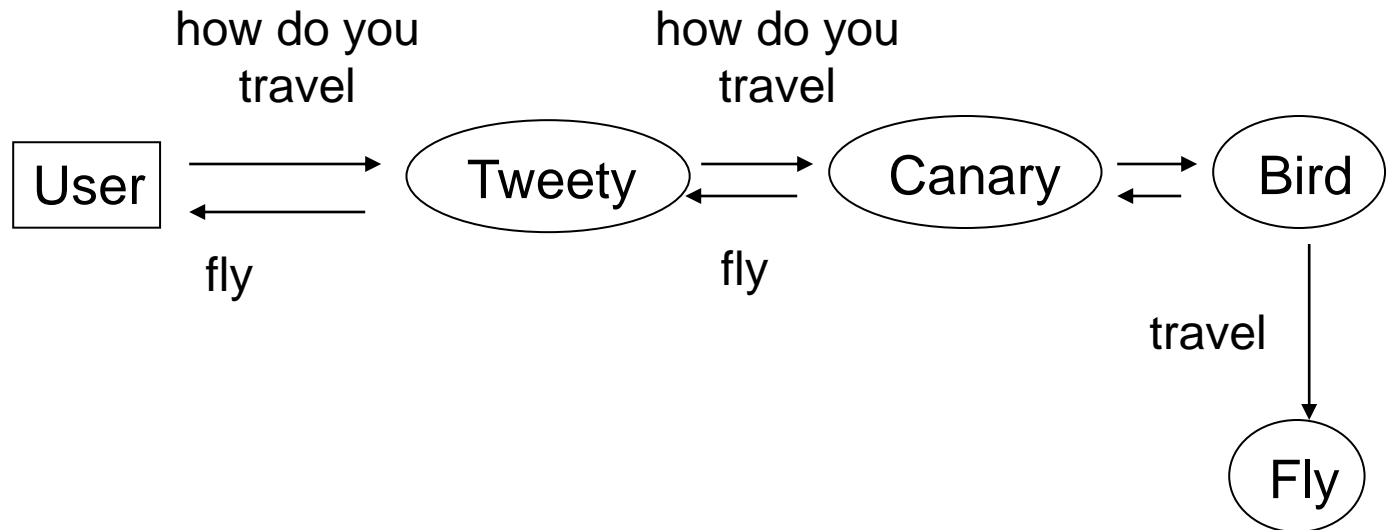 how do you
travel
how do you
travel
User
Tweety
Canary
Bird
fly
fly
travel
Fly